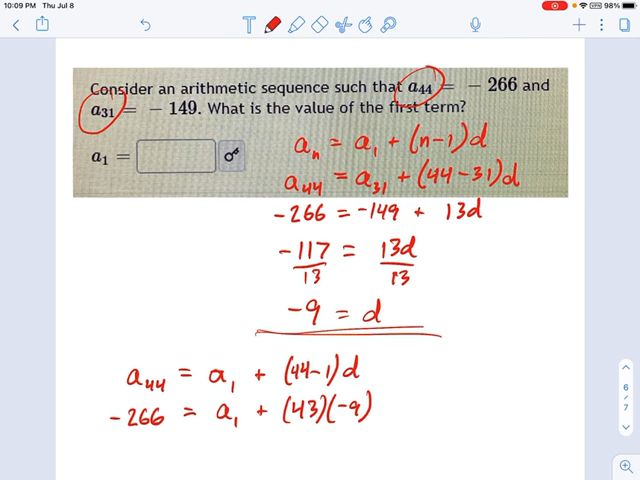 10:09 PM Thu Jul 8
VPN 98%
T
Consider an arithmetic sequence such that a₄₄ = − 266 and
a₃₁ = − 149. What is the value of the first term?
a₁ =
aₙ = a₁ + (n-1)d
a₄₄ = a₃₁ + (44-31)d
-266 = -149 + 13d
-117 = 13d
13 13
-9 = d
a₄₄ = a₁ + (44-1)d
-266 = a₁ + (43)(-9)
6
/
7